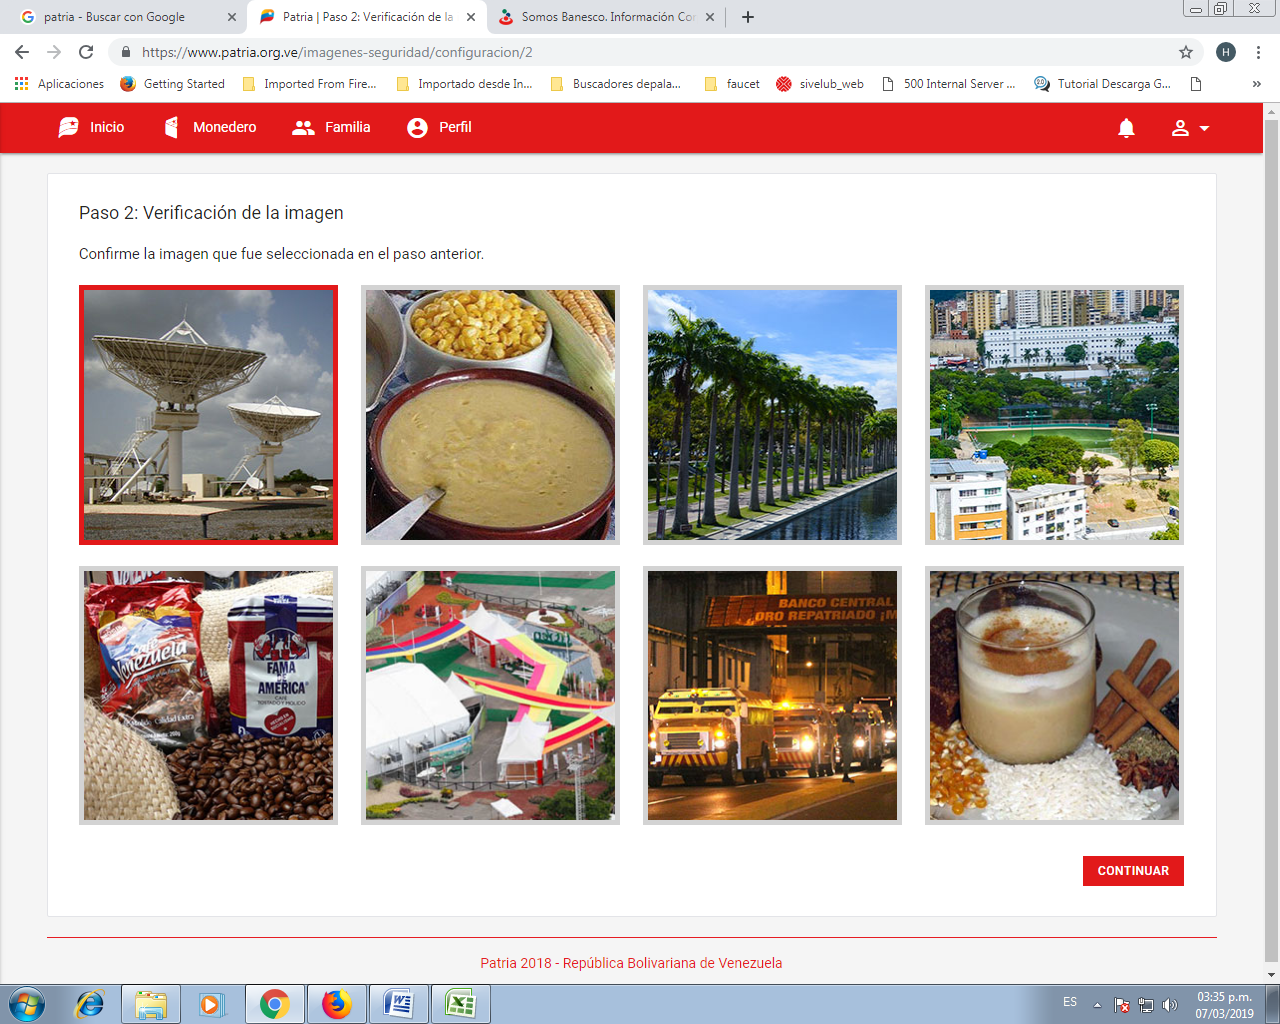 patria - Buscar con Google
Patria | Paso 2: Verificación de la
Somos Banesco. Información Cor
https://www.patria.org.ve/imagenes-seguridad/configuracion/2
H
Aplicaciones
Getting Started
Imported From Fire...
Importado desde In...
Buscadores depala...
faucet
sivelub_web
500 Internal Server ...
Tutorial Descarga G...
»
Inicio
Monedero
Familia
Perfil
Paso 2: Verificación de la imagen
Confirme la imagen que fue seleccionada en el paso anterior.
Venezuela
FAMA
DE
AMÉRICA
BANCO CENTRAL
ORO REPATRIADO ¡M
CONTINUAR
Patria 2018 - República Bolivariana de Venezuela
ES
03:35 p.m.
07/03/2019